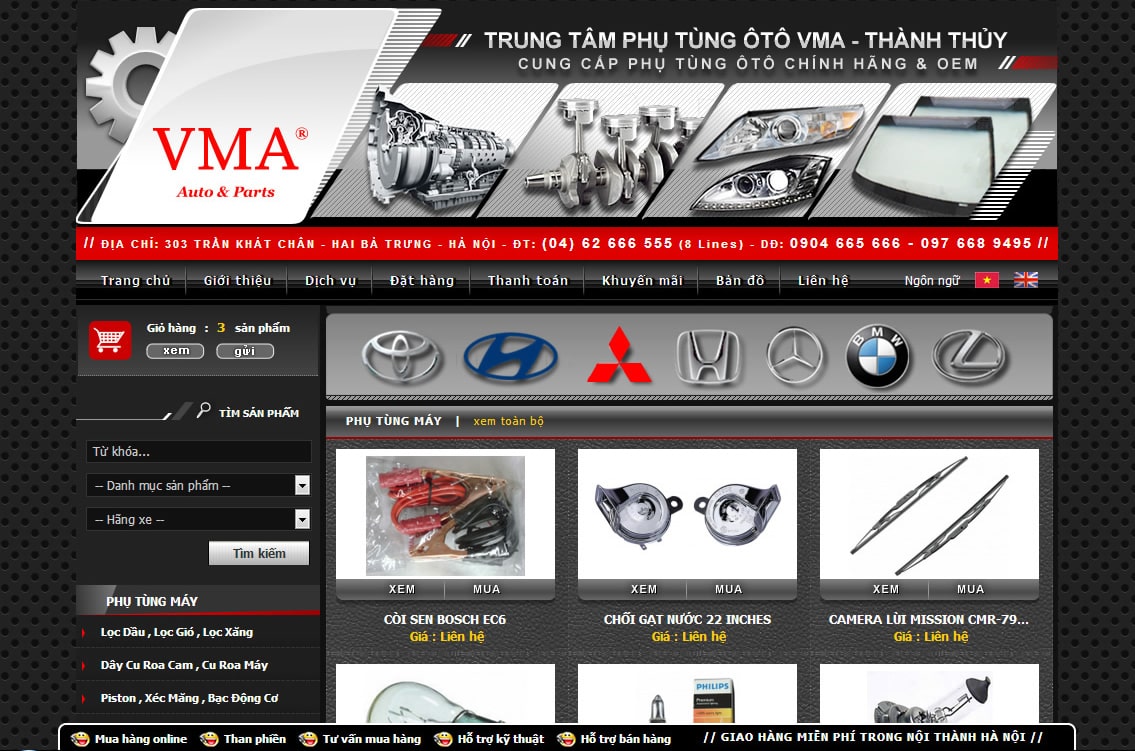 TRUNG TÂM PHỤ TÙNG ÔTÔ VMA - THÀNH THỦY
CUNG CẤP PHỤ TÙNG ÔTÔ CHÍNH HÃNG & OEM
VMA®
Auto & Parts
// ĐỊA CHỈ: 303 TRẦN KHÁT CHÂN - HAI BÀ TRƯNG - HÀ NỘI - ĐT: (04) 62 666 555 (8 Lines) - DĐ: 0904 665 666 - 097 668 9495 //
Trang chủ Giới thiệu Dịch vụ Đặt hàng Thanh toán Khuyến mãi Bản đồ Liên hệ Ngôn ngữ
Giỏ hàng : 3 sản phẩm
xem gửi
BMW
TÌM SẢN PHẨM
Từ khóa...
-- Danh mục sản phẩm --
-- Hãng xe --
Tìm kiếm
PHỤ TÙNG MÁY
Lọc Dầu , Lọc Gió , Lọc Xăng
Dây Cu Roa Cam , Cu Roa Máy
Piston , Xéc Măng , Bạc Động Cơ
PHỤ TÙNG MÁY | xem toàn bộ
XEM MUA XEM MUA XEM MUA
CÒI SEN BOSCH EC6 CHỔI GẠT NƯỚC 22 INCHES CAMERA LÙI MISSION CMR-79...
Giá : Liên hệ Giá : Liên hệ Giá : Liên hệ
PHILIPS
Mua hàng online Than phiền Tư vấn mua hàng Hỗ trợ kỹ thuật Hỗ trợ bán hàng // GIAO HÀNG MIỄN PHÍ TRONG NỘI THÀNH HÀ NỘI //